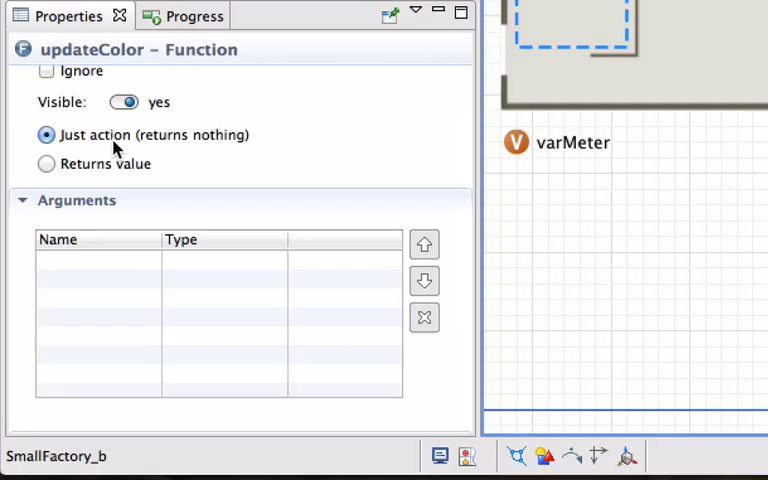 Properties Progress
F updateColor – Function
Ignore
Visible: yes
Just action (returns nothing)
Returns value
Arguments
Name Type
V varMeter
SmallFactory_b